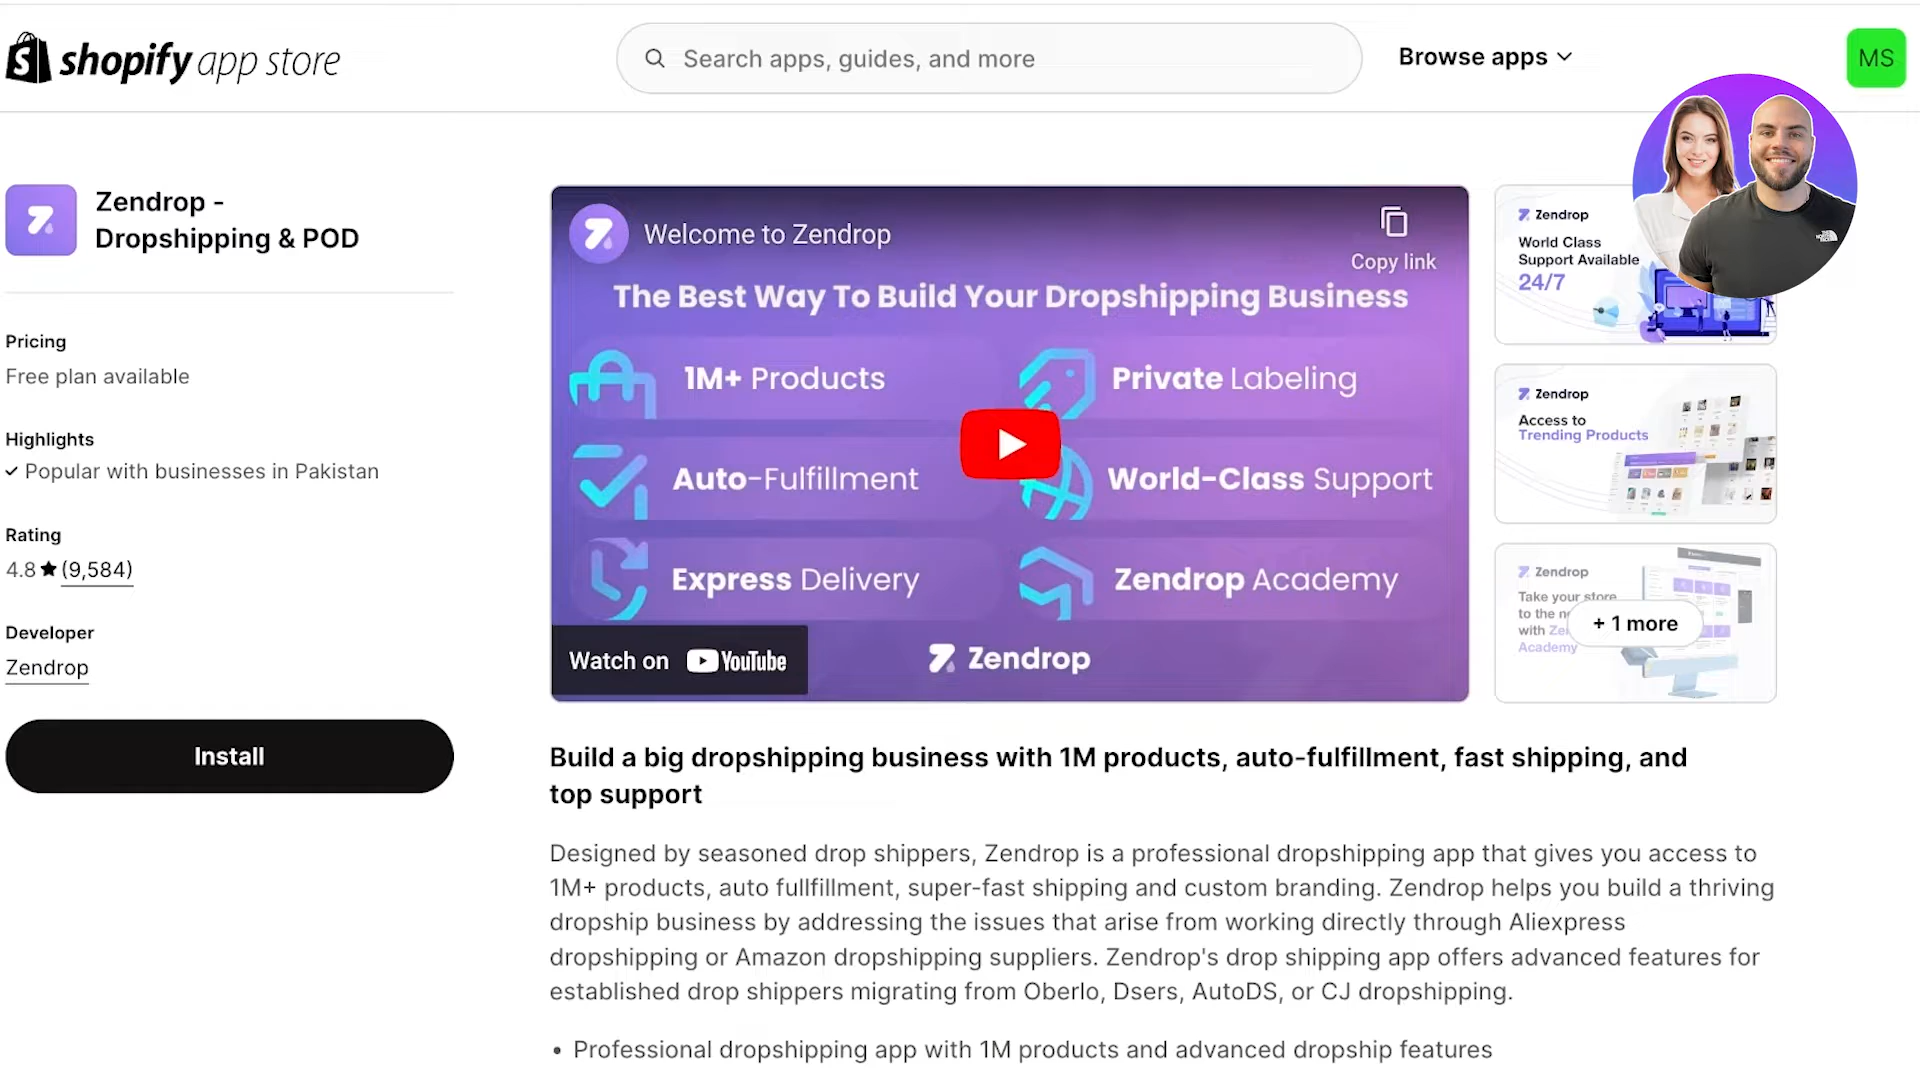 shopify app store
Search apps, guides, and more
Browse apps
MS
Zendrop -
Dropshipping & POD
Pricing
Free plan available
Highlights
Popular with businesses in Pakistan
Rating
4.8 ★ (9,584)
Developer
Zendrop
Install
Welcome to Zendrop
Copy link
The Best Way To Build Your Dropshipping Business
1M+ Products
Private Labeling
Auto-Fulfillment
World-Class Support
Express Delivery
Zendrop Academy
Watch on YouTube
Zendrop
Zendrop
World Class
Support Available
24/7
THE NORTH FACE
Zendrop
Access to
Trending Products
Zendrop
Take your store
to the
with
Academy
+ 1 more
Build a big dropshipping business with 1M products, auto-fulfillment, fast shipping, and
top support
Designed by seasoned drop shippers, Zendrop is a professional dropshipping app that gives you access to
1M+ products, auto fullfillment, super-fast shipping and custom branding. Zendrop helps you build a thriving
dropship business by addressing the issues that arise from working directly through Aliexpress
dropshipping or Amazon dropshipping suppliers. Zendrop's drop shipping app offers advanced features for
established drop shippers migrating from Oberlo, Dsers, AutoDS, or CJ dropshipping.
• Professional dropshipping app with 1M products and advanced dropship features